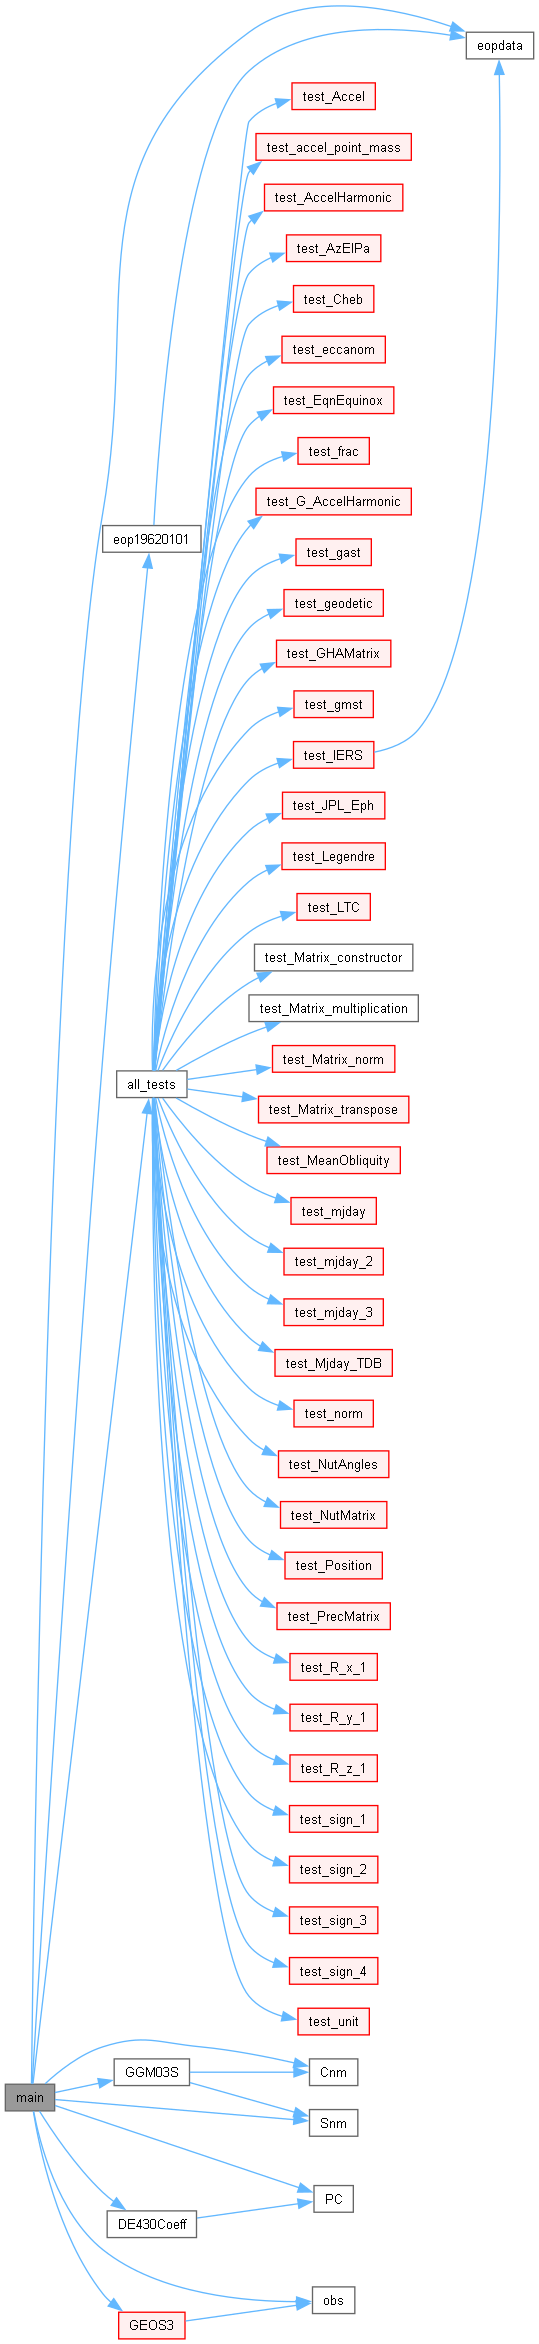 eopdata
test_Accel
test_accel_point_mass
test_AccelHarmonic
test_AzElPa
test_Cheb
test_eccanom
test_EqnEquinox
test_frac
test_G_AccelHarmonic
eop19620101
test_gast
test_geodetic
test_GHAMatrix
test_gmst
test_IERS
test_JPL_Eph
test_Legendre
test_LTC
test_Matrix_constructor
test_Matrix_multiplication
test_Matrix_norm
all_tests
test_Matrix_transpose
test_MeanObliquity
test_mjday
test_mjday_2
test_mjday_3
test_Mjday_TDB
test_norm
test_NutAngles
test_NutMatrix
test_Position
test_PrecMatrix
test_R_x_1
test_R_y_1
test_R_z_1
test_sign_1
test_sign_2
test_sign_3
test_sign_4
test_unit
GGM03S
Cnm
main
Snm
PC
DE430Coeff
obs
GEOS3